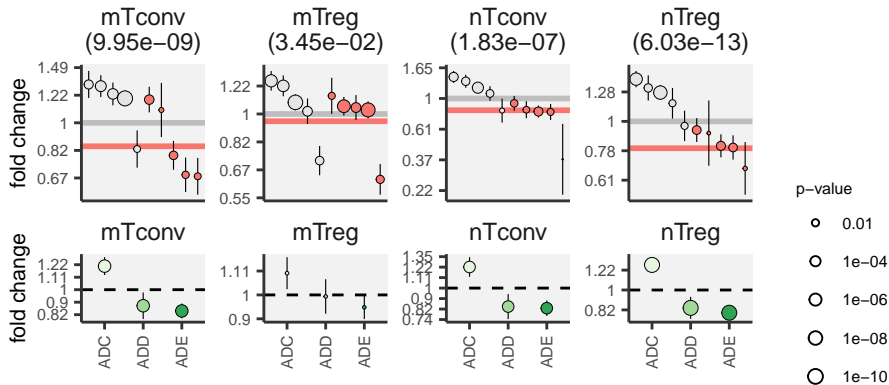 mTconv
(9.95e−09)
mTreg
(3.45e−02)
nTconv
(1.83e−07)
nTreg
(6.03e−13)
fold change
1.49
1.22
1
0.82
0.67
1.22
1
0.82
0.67
0.55
1.65
1
0.61
0.37
0.22
1.28
1
0.78
0.61
mTconv
mTreg
nTconv
nTreg
fold change
1.22
1.11
1
0.9
0.82
1.11
1
0.9
1.35
1.22
1.11
1
0.9
0.82
0.74
1.22
1
0.82
ADC
ADD
ADE
ADC
ADD
ADE
ADC
ADD
ADE
ADC
ADD
ADE
p−value
0.01
1e−04
1e−06
1e−08
1e−10